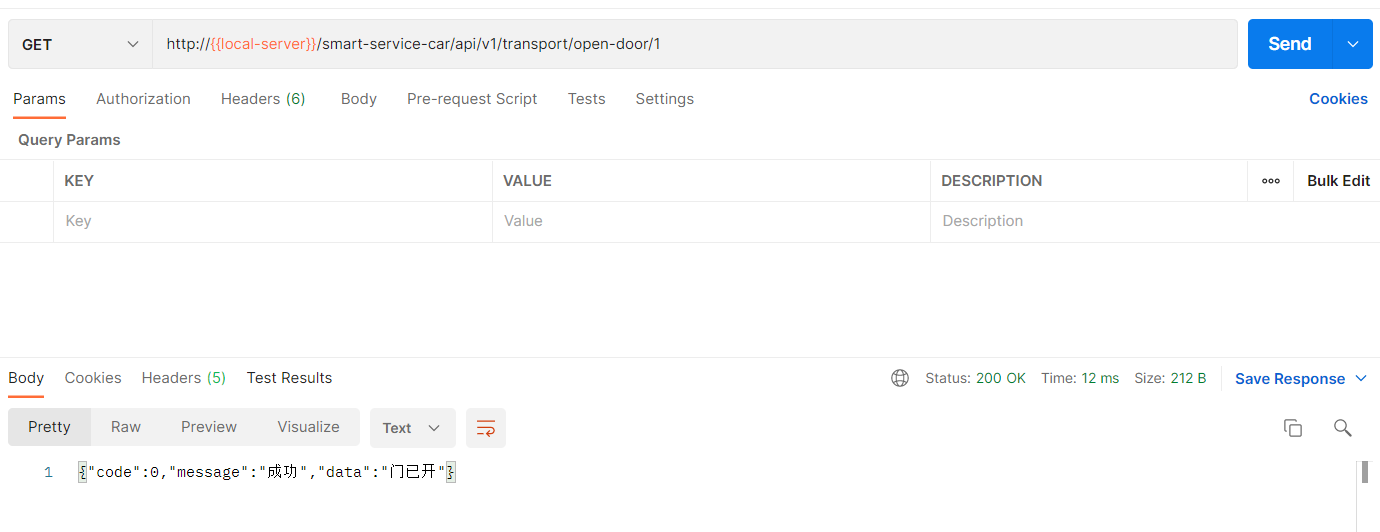 GET http://{{local-server}}/smart-service-car/api/v1/transport/open-door/1 Send
Params Authorization Headers (6) Body Pre-request Script Tests Settings Cookies
Query Params
KEY VALUE DESCRIPTION ooo Bulk Edit
Key Value Description
Body Cookies Headers (5) Test Results Status: 200 OK Time: 12 ms Size: 212 B Save Response
Pretty Raw Preview Visualize Text
1 {"code":0,"message":"成功","data":"门已开"}